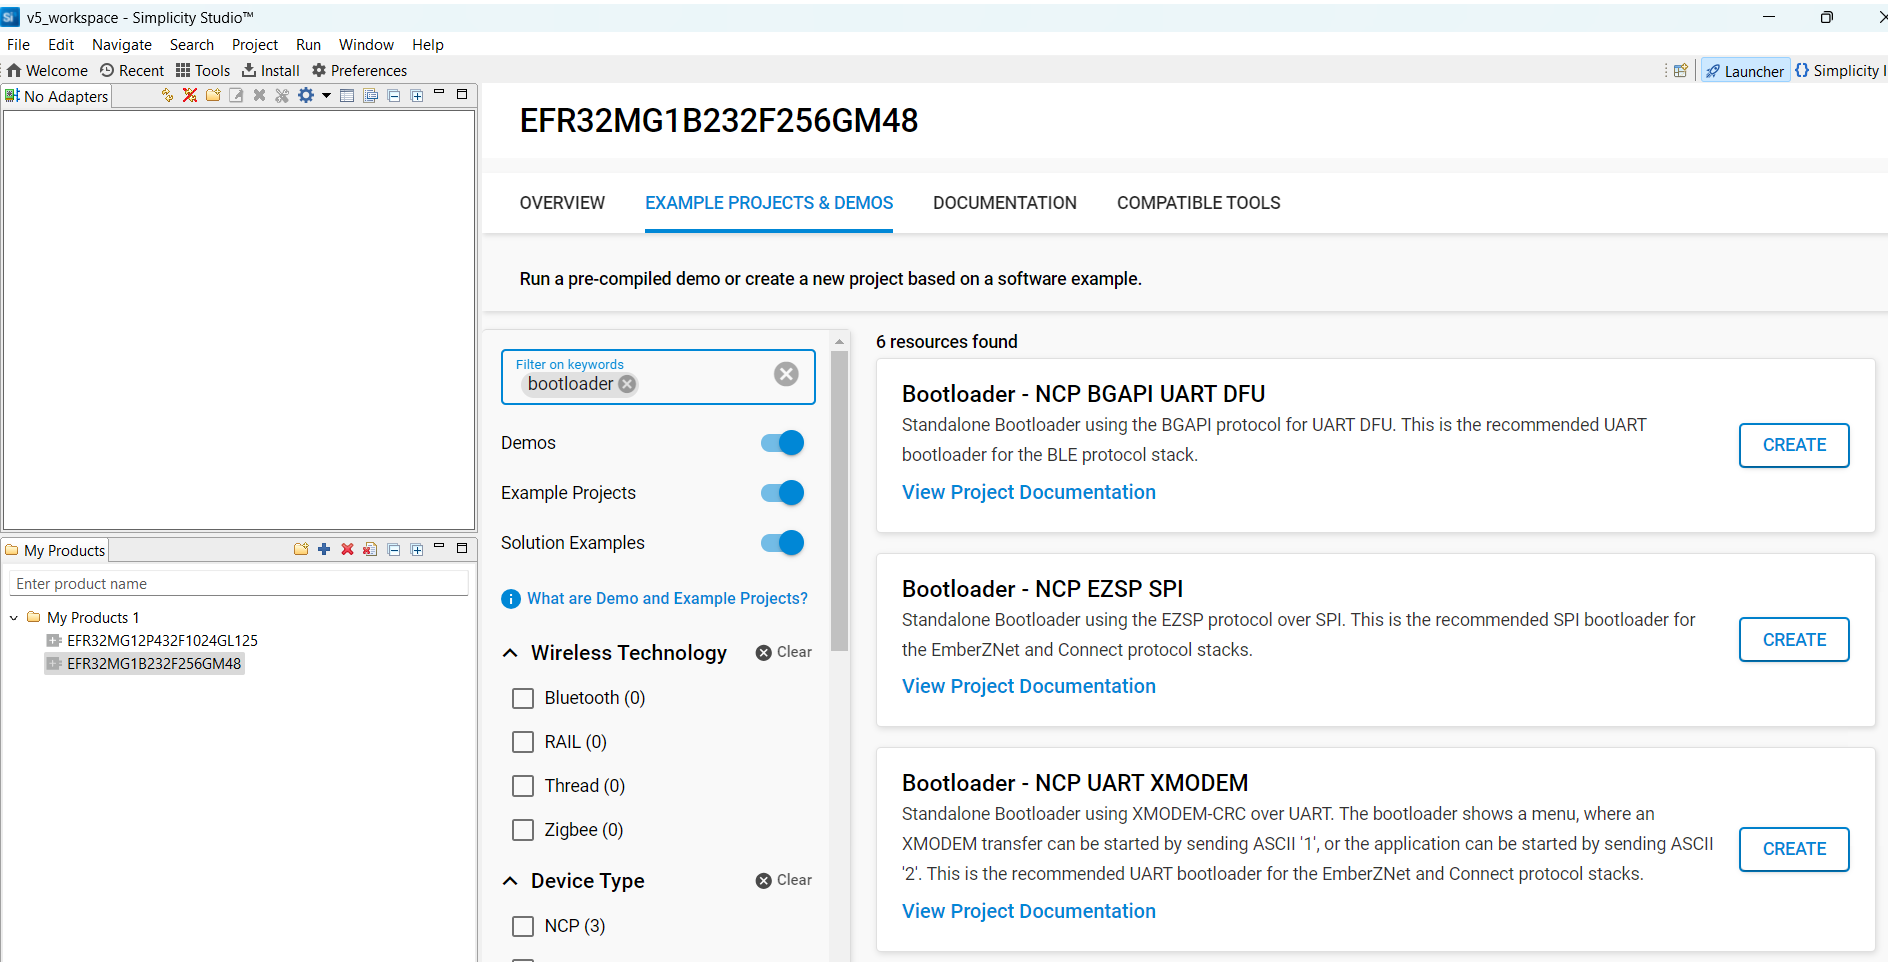 v5_workspace - Simplicity Studio™
File Edit Navigate Search Project Run Window Help
Welcome Recent Tools Install Preferences
Launcher {} Simplicity I
No Adapters
EFR32MG1B232F256GM48
OVERVIEW EXAMPLE PROJECTS & DEMOS DOCUMENTATION COMPATIBLE TOOLS
Run a pre-compiled demo or create a new project based on a software example.
My Products
Enter product name
My Products 1
EFR32MG12P432F1024GL125
EFR32MG1B232F256GM48
Filter on keywords
bootloader
Demos
Example Projects
Solution Examples
What are Demo and Example Projects?
Wireless Technology Clear
Bluetooth (0)
RAIL (0)
Thread (0)
Zigbee (0)
Device Type Clear
NCP (3)
6 resources found
Bootloader - NCP BGAPI UART DFU
Standalone Bootloader using the BGAPI protocol for UART DFU. This is the recommended UART
bootloader for the BLE protocol stack.
CREATE
View Project Documentation
Bootloader - NCP EZSP SPI
Standalone Bootloader using the EZSP protocol over SPI. This is the recommended SPI bootloader for
the EmberZNet and Connect protocol stacks.
CREATE
View Project Documentation
Bootloader - NCP UART XMODEM
Standalone Bootloader using XMODEM-CRC over UART. The bootloader shows a menu, where an
XMODEM transfer can be started by sending ASCII '1', or the application can be started by sending ASCII
'2'. This is the recommended UART bootloader for the EmberZNet and Connect protocol stacks.
CREATE
View Project Documentation